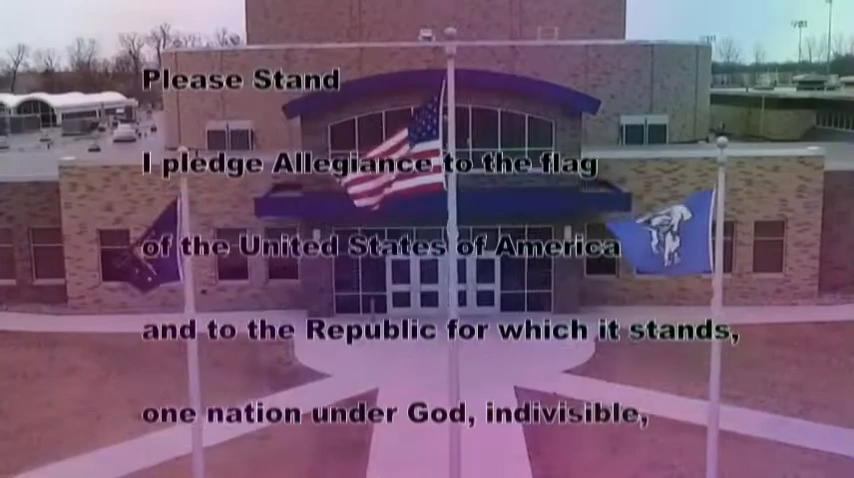 Please Stand
I pledge Allegiance to the flag
of the United States of America
and to the Republic for which it stands,
one nation under God, indivisible,